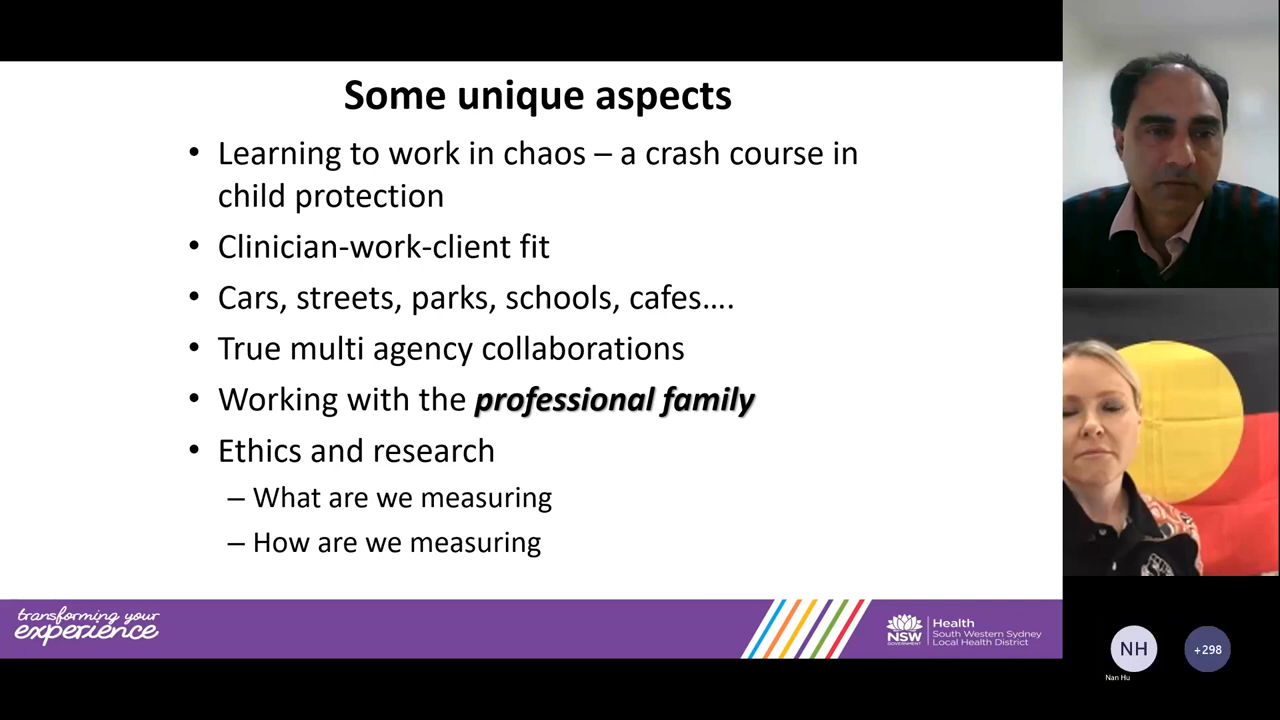 Some unique aspects
• Learning to work in chaos – a crash course in
child protection
• Clinician-work-client fit
• Cars, streets, parks, schools, cafes....
• True multi agency collaborations
• Working with the professional family
• Ethics and research
– What are we measuring
– How are we measuring
transforming your
experience
NSW
GOVERNMENT
Health
South Western Sydney
Local Health District
NH
+298
Nan Hu